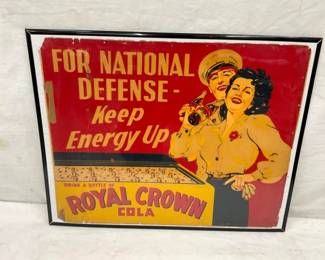 FOR NATIONAL
DEFENSE-
Keep
Energy Up
DRINK A BOTTLE OF
ROYAL CROWN
COLA